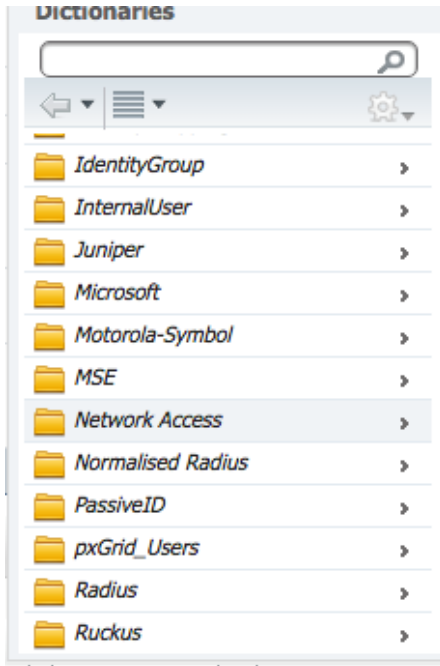 Dictionaries
IdentityGroup
InternalUser
Juniper
Microsoft
Motorola-Symbol
MSE
Network Access
Normalised Radius
PassiveID
pxGrid_Users
Radius
Ruckus